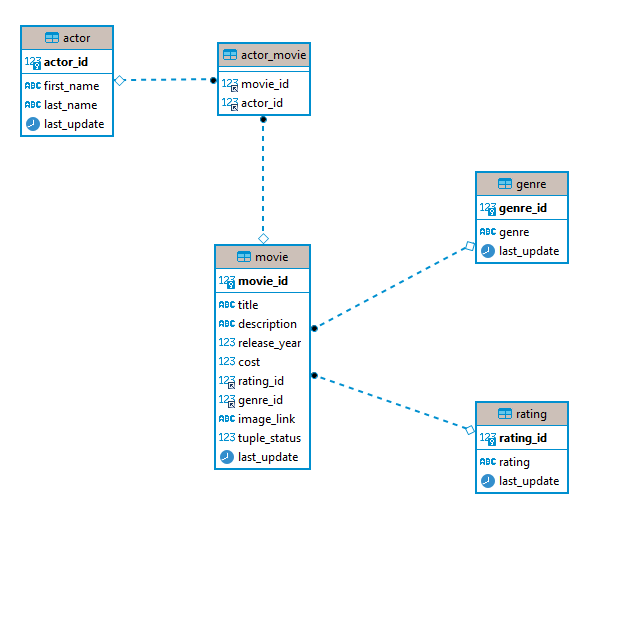 actor
123 actor_id
ABC first_name
ABC last_name
last_update
actor_movie
123 movie_id
123 actor_id
movie
123 movie_id
ABC title
ABC description
123 release_year
123 cost
123 rating_id
123 genre_id
ABC image_link
123 tuple_status
last_update
genre
123 genre_id
ABC genre
last_update
rating
123 rating_id
ABC rating
last_update